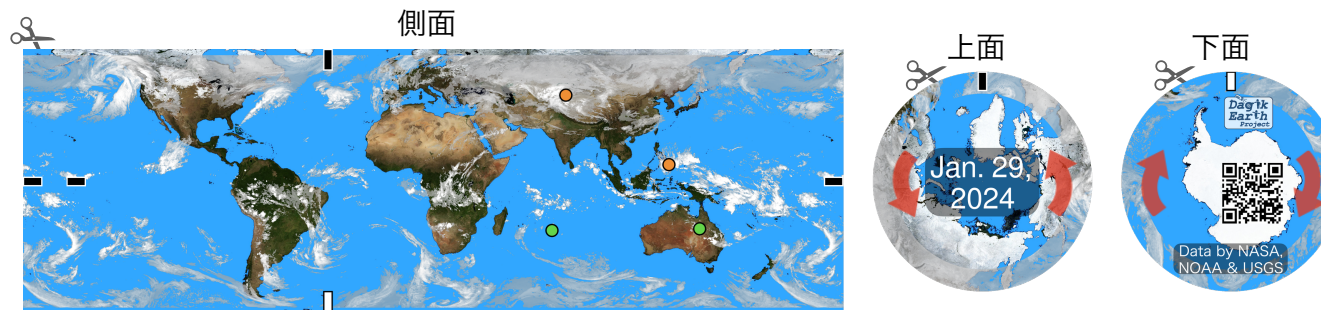 側面
上面
下面
Jan. 29,
2024
Dagik
Earth
Project
Data by NASA,
NOAA & USGS